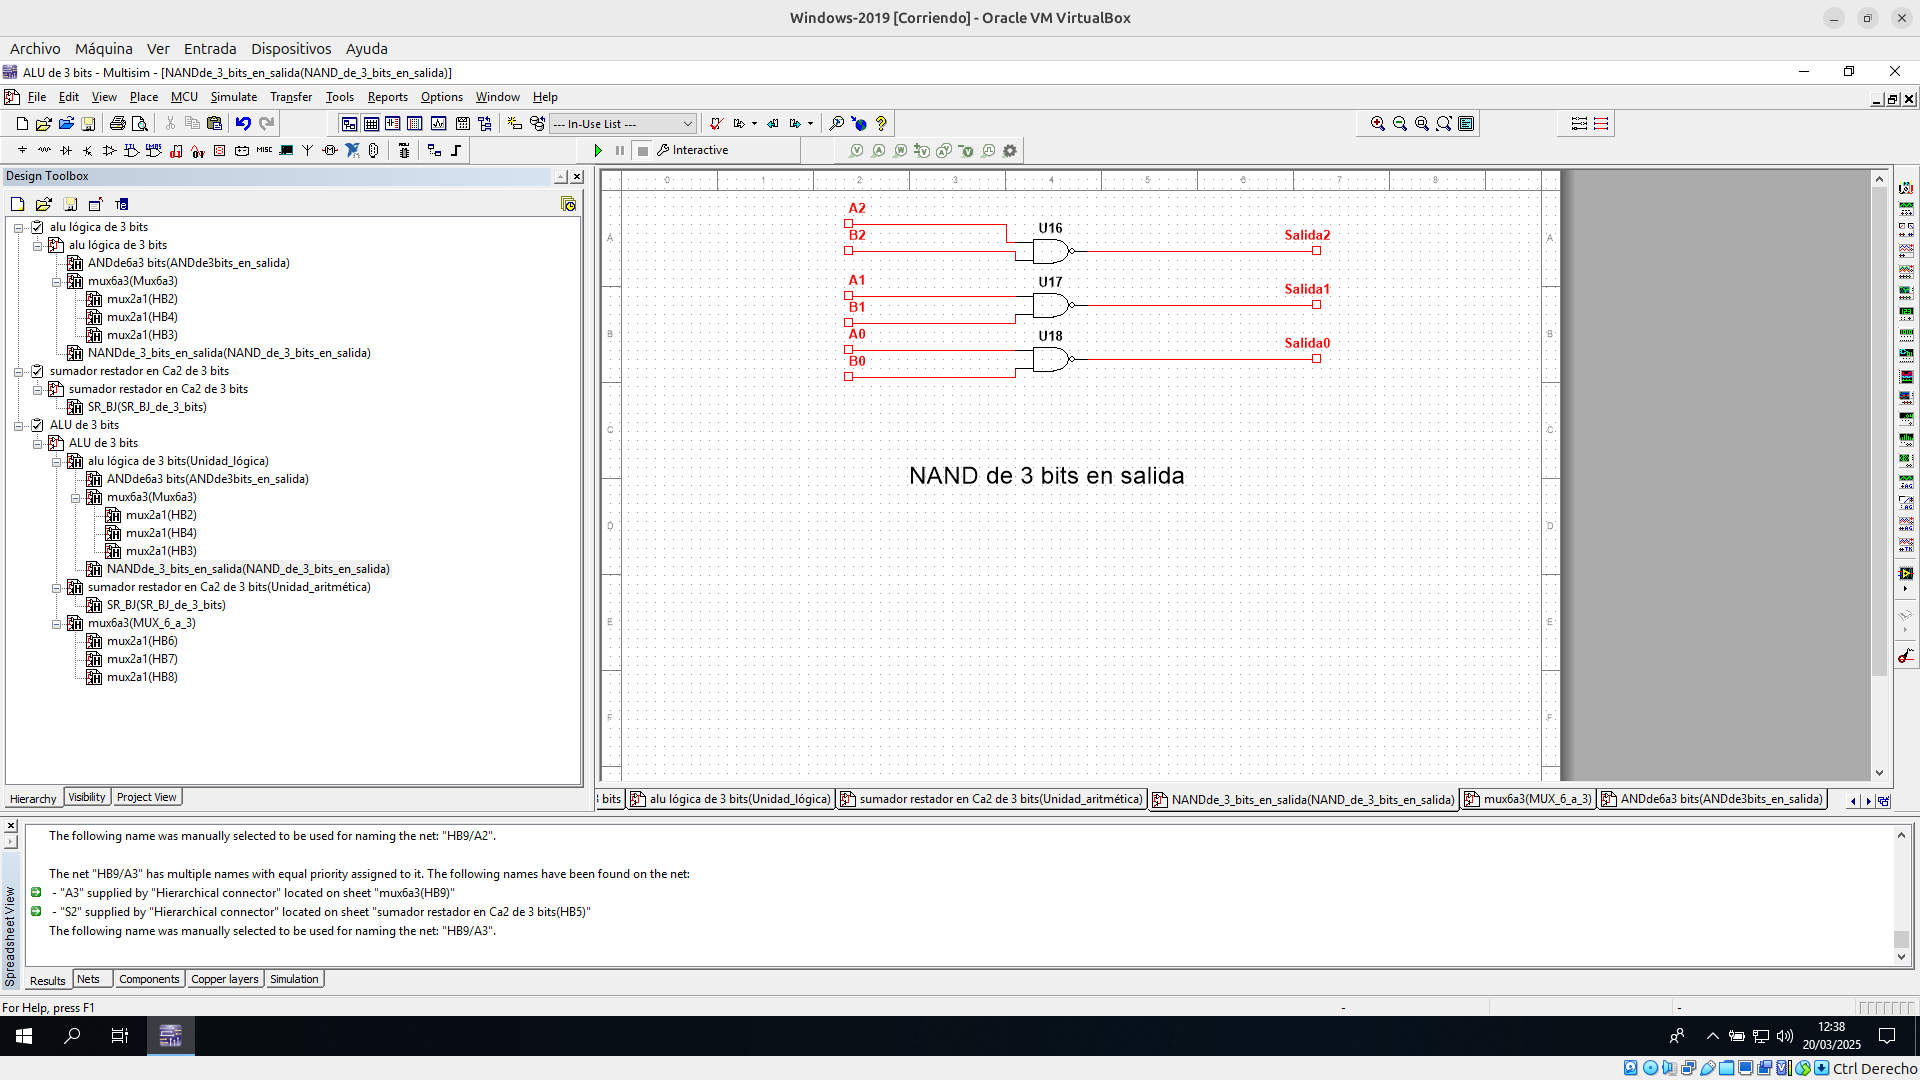 Windows-2019 [Corriendo] - Oracle VM VirtualBox
Archivo Máquina Ver Entrada Dispositivos Ayuda
ALU de 3 bits - Multisim - [NANDde_3_bits_en_salida(NAND_de_3_bits_en_salida)]
File Edit View Place MCU Simulate Transfer Tools Reports Options Window Help
--- In-Use List ---
Interactive
Design Toolbox
alu lógica de 3 bits
alu lógica de 3 bits
ANDde6a3 bits(ANDde3bits_en_salida)
mux6a3(Mux6a3)
mux2a1(HB2)
mux2a1(HB4)
mux2a1(HB3)
NANDde_3_bits_en_salida(NAND_de_3_bits_en_salida)
sumador restador en Ca2 de 3 bits
sumador restador en Ca2 de 3 bits
SR_BJ(SR_BJ_de_3_bits)
ALU de 3 bits
ALU de 3 bits
alu lógica de 3 bits(Unidad_lógica)
ANDde6a3 bits(ANDde3bits_en_salida)
mux6a3(Mux6a3)
mux2a1(HB2)
mux2a1(HB4)
mux2a1(HB3)
NANDde_3_bits_en_salida(NAND_de_3_bits_en_salida)
sumador restador en Ca2 de 3 bits(Unidad_aritmética)
SR_BJ(SR_BJ_de_3_bits)
mux6a3(MUX_6_a_3)
mux2a1(HB6)
mux2a1(HB7)
mux2a1(HB8)
Hierarchy Visibility Project View
0 1 2 3 4 5 6 7 8
A B C D E F
A2
B2
U16
Salida2
A1
B1
U17
Salida1
A0
B0
U18
Salida0
NAND de 3 bits en salida
A B C D E F
3 bits alu lógica de 3 bits(Unidad_lógica) sumador restador en Ca2 de 3 bits(Unidad_aritmética) NANDde_3_bits_en_salida(NAND_de_3_bits_en_salida) mux6a3(MUX_6_a_3) ANDde6a3 bits(ANDde3bits_en_salida)
Spreadsheet View
The following name was manually selected to be used for naming the net: "HB9/A2".
The net "HB9/A3" has multiple names with equal priority assigned to it. The following names have been found on the net:
- "A3" supplied by "Hierarchical connector" located on sheet "mux6a3(HB9)"
- "S2" supplied by "Hierarchical connector" located on sheet "sumador restador en Ca2 de 3 bits(HB5)"
The following name was manually selected to be used for naming the net: "HB9/A3".
Results Nets Components Copper layers Simulation
For Help, press F1
- -
12:38
20/03/2025
Ctrl Derecho